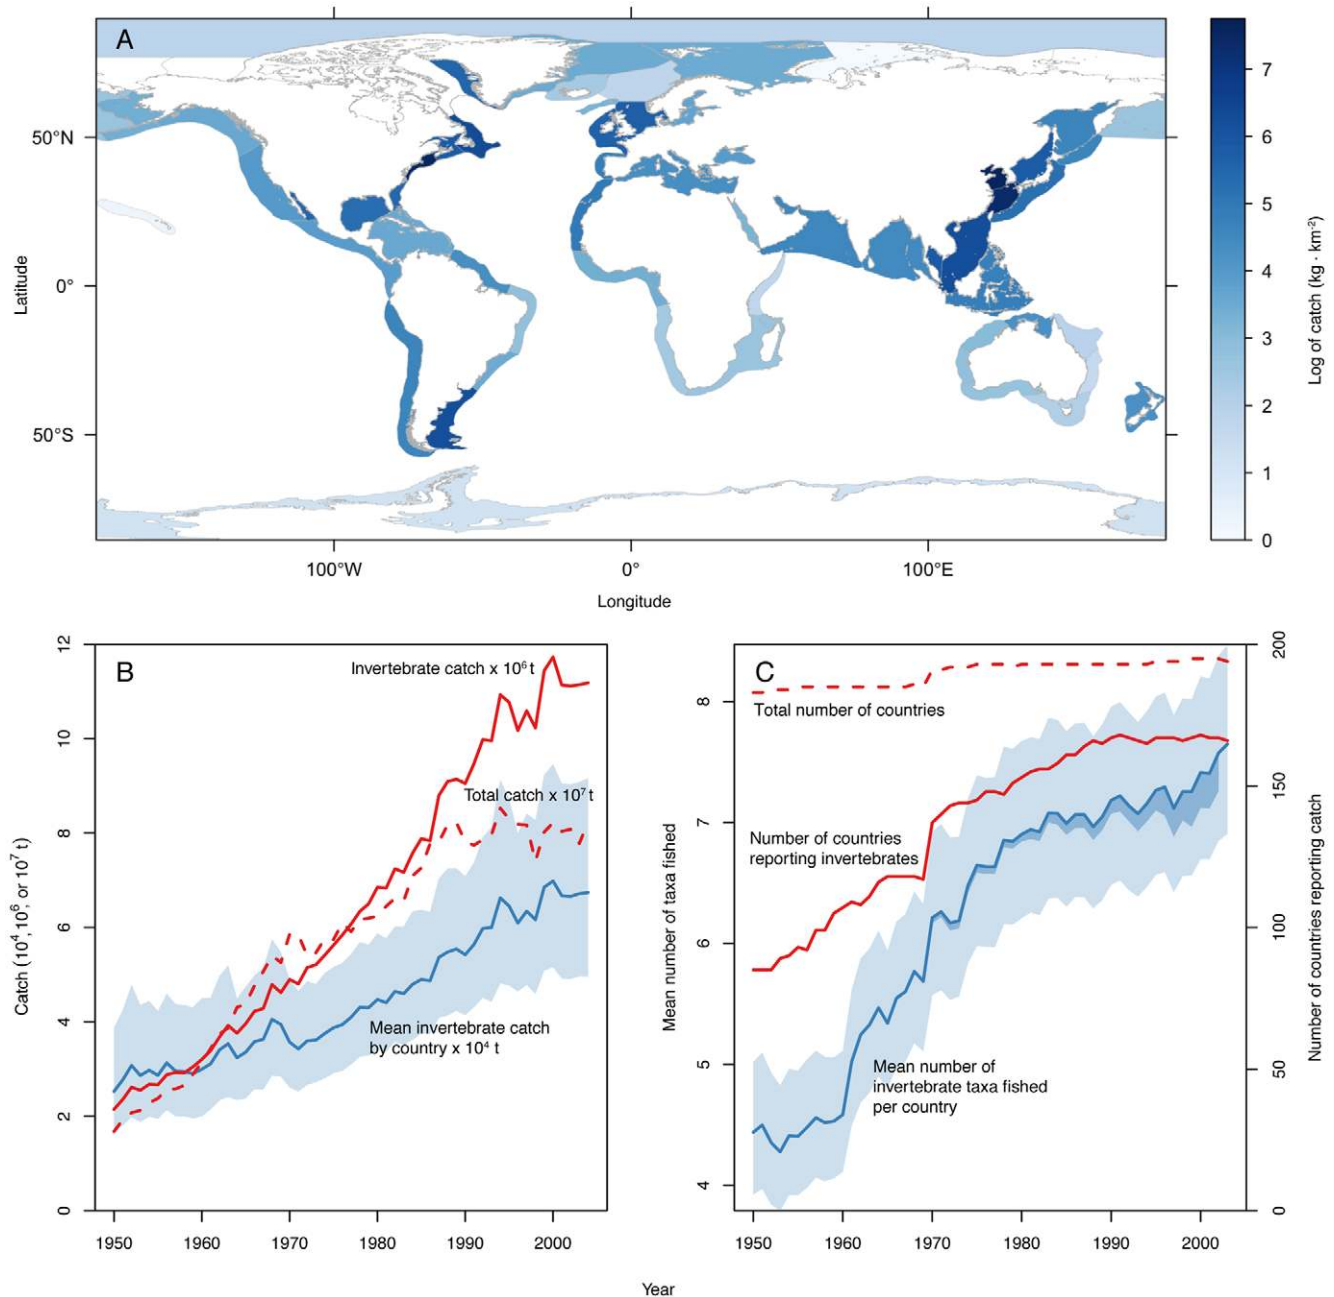 A
50°N
0°
50°S
Latitude
100°W
0°
100°E
Longitude
7
6
5
4
3
2
1
0
Log of catch (kg · km⁻²)
B
12
10
8
6
4
2
0
Catch (10⁴, 10⁶, or 10⁷ t)
Invertebrate catch x 10⁶ t
Total catch x 10⁷ t
Mean invertebrate catch
by country x 10⁴ t
1950
1960
1970
1980
1990
2000
C
8
7
6
5
4
Mean number of taxa fished
Total number of countries
Number of countries
reporting invertebrates
Mean number of
invertebrate taxa fished
per country
200
150
100
50
0
Number of countries reporting catch
1950
1960
1970
1980
1990
2000
Year